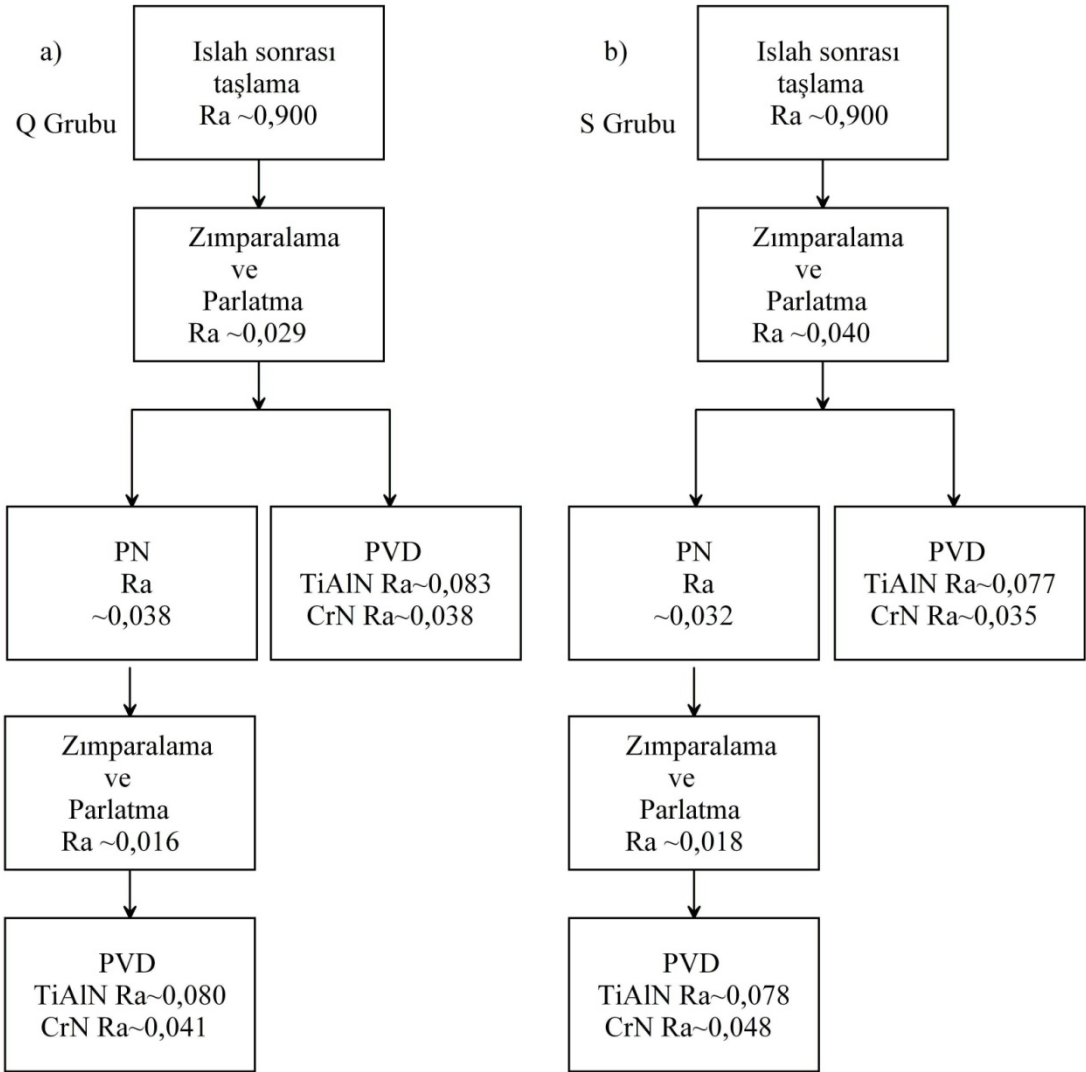 a)
Q Grubu
Islah sonrası
taşlama
Ra ~0,900
Zımparalama
ve
Parlatma
Ra ~0,029
PN
Ra
~0,038
PVD
TiAlN Ra~0,083
CrN Ra~0,038
Zımparalama
ve
Parlatma
Ra ~0,016
PVD
TiAlN Ra~0,080
CrN Ra~0,041
b)
S Grubu
Islah sonrası
taşlama
Ra ~0,900
Zımparalama
ve
Parlatma
Ra ~0,040
PN
Ra
~0,032
PVD
TiAlN Ra~0,077
CrN Ra~0,035
Zımparalama
ve
Parlatma
Ra ~0,018
PVD
TiAlN Ra~0,078
CrN Ra~0,048